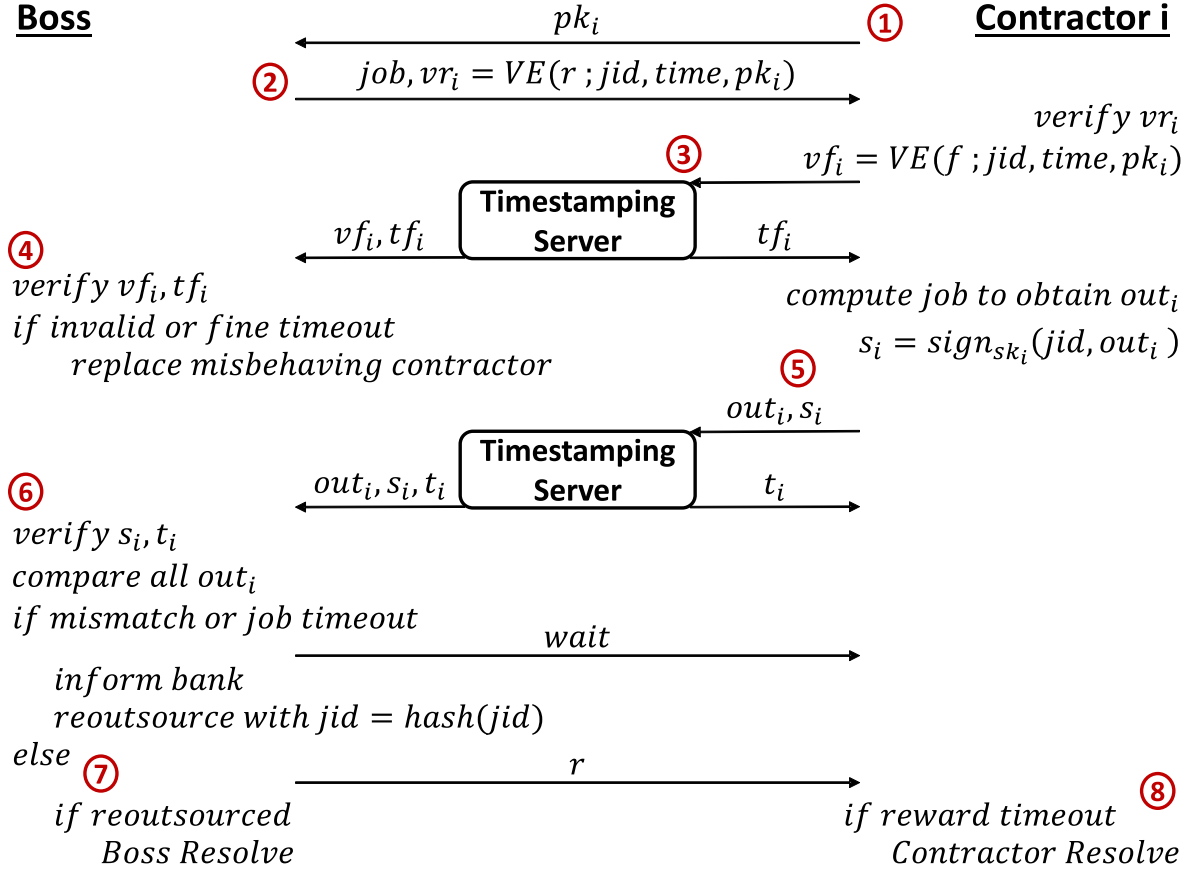 Boss
Contractor i
pk_i
1
2
job, vr_i = VE(r ; jid, time, pk_i)
verify vr_i
3
vf_i = VE(f ; jid, time, pk_i)
Timestamping
Server
vf_i, tf_i
tf_i
4
verify vf_i, tf_i
if invalid or fine timeout
replace misbehaving contractor
compute job to obtain out_i
s_i = sign_{sk_i}(jid, out_i )
5
out_i, s_i
Timestamping
Server
out_i, s_i, t_i
t_i
6
verify s_i, t_i
compare all out_i
if mismatch or job timeout
wait
inform bank
reoutsource with jid = hash(jid)
else
7
r
8
if reoutsourced
Boss Resolve
if reward timeout
Contractor Resolve